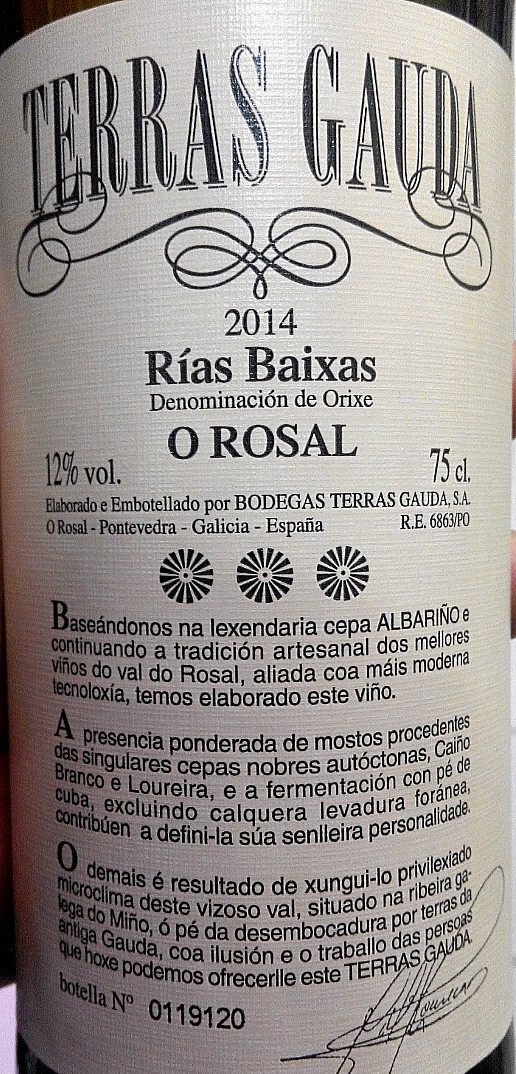 TERRAS GAUDA
2014
Rías Baixas
Denominación de Orixe
O ROSAL
12% vol.
75 cl.
Elaborado e Embotellado por BODEGAS TERRAS GAUDA, S.A.
O Rosal - Pontevedra - Galicia - España R.E. 6863/PO
Baseándonos na lexendaria cepa ALBARIÑO e
continuando a tradición artesanal dos mellores
viños do val do Rosal, aliada coa máis moderna
tecnoloxía, temos elaborado este viño.
A presencia ponderada de mostos procedentes
das singulares cepas nobres autóctonas, Caiño
Branco e Loureira, e a fermentación con pé de
cuba, excluindo calquera levadura foránea,
contribúen a defini-la súa senlleira personalidade.
O demais é resultado de xungui-lo privilexiado
microclima deste vizoso val, situado na ribeira ga-
lega do Miño, ó pé da desembocadura por terras da
antiga Gauda, coa ilusión e o traballo das persoas
que hoxe podemos ofrecerlle este TERRAS GAUDA.
botella Nº 0119120